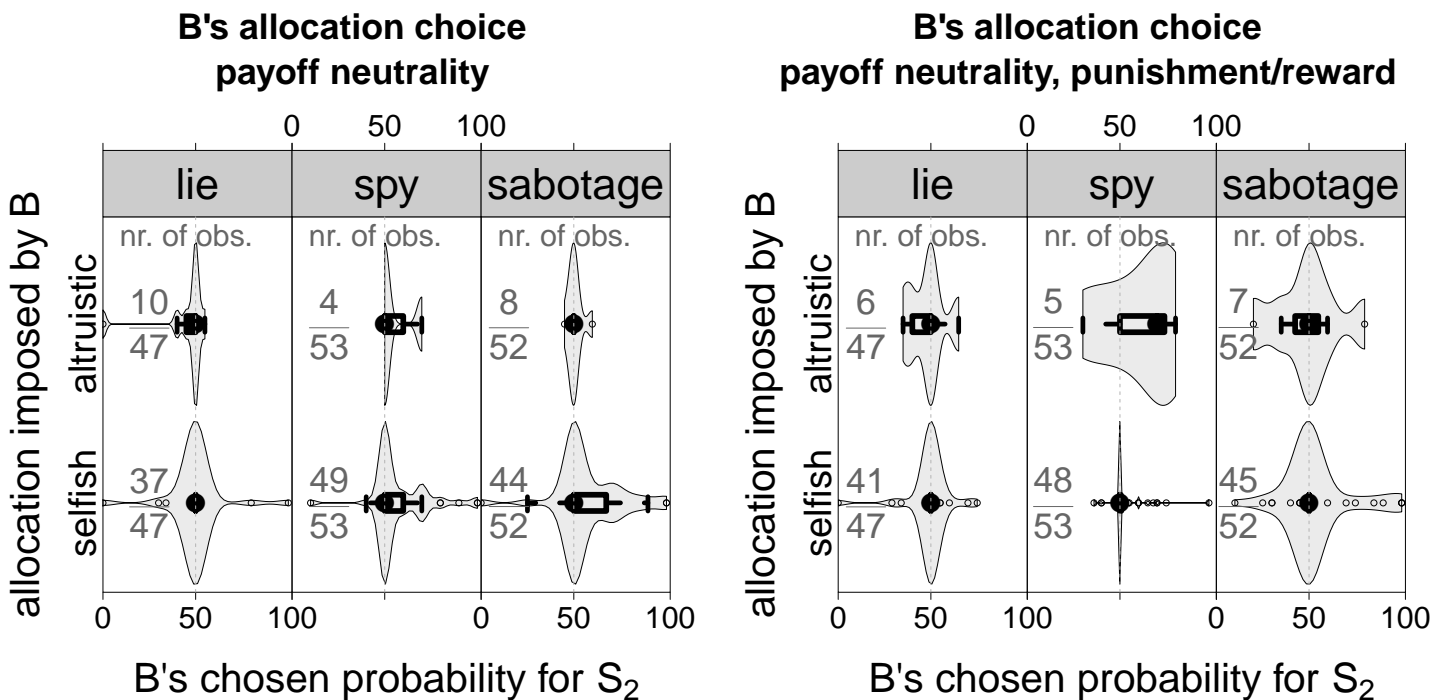 B's allocation choice
payoff neutrality
0 50 100
lie spy sabotage
nr. of obs. nr. of obs. nr. of obs.
allocation imposed by B
altruistic
selfish
10
47
4
53
8
52
37
47
49
53
44
52
0 50 100 0 50 100
B's chosen probability for S2
B's allocation choice
payoff neutrality, punishment/reward
0 50 100
lie spy sabotage
nr. of obs. nr. of obs. nr. of obs.
allocation imposed by B
altruistic
selfish
6
47
5
53
7
52
41
47
48
53
45
52
0 50 100 0 50 100
B's chosen probability for S2